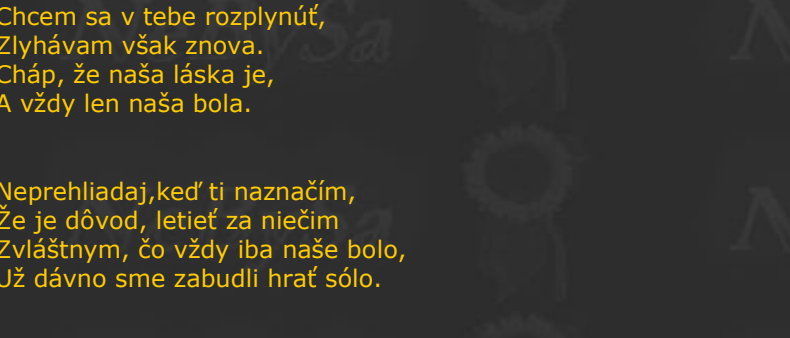 Chcem sa v tebe rozplynúť,
Zlyhávam však znova.
Cháp, že naša láska je,
A vždy len naša bola.
Neprehliadaj,keď ti naznačím,
Že je dôvod, letieť za niečim
Zvláštnym, čo vždy iba naše bolo,
Už dávno sme zabudli hrať sólo.